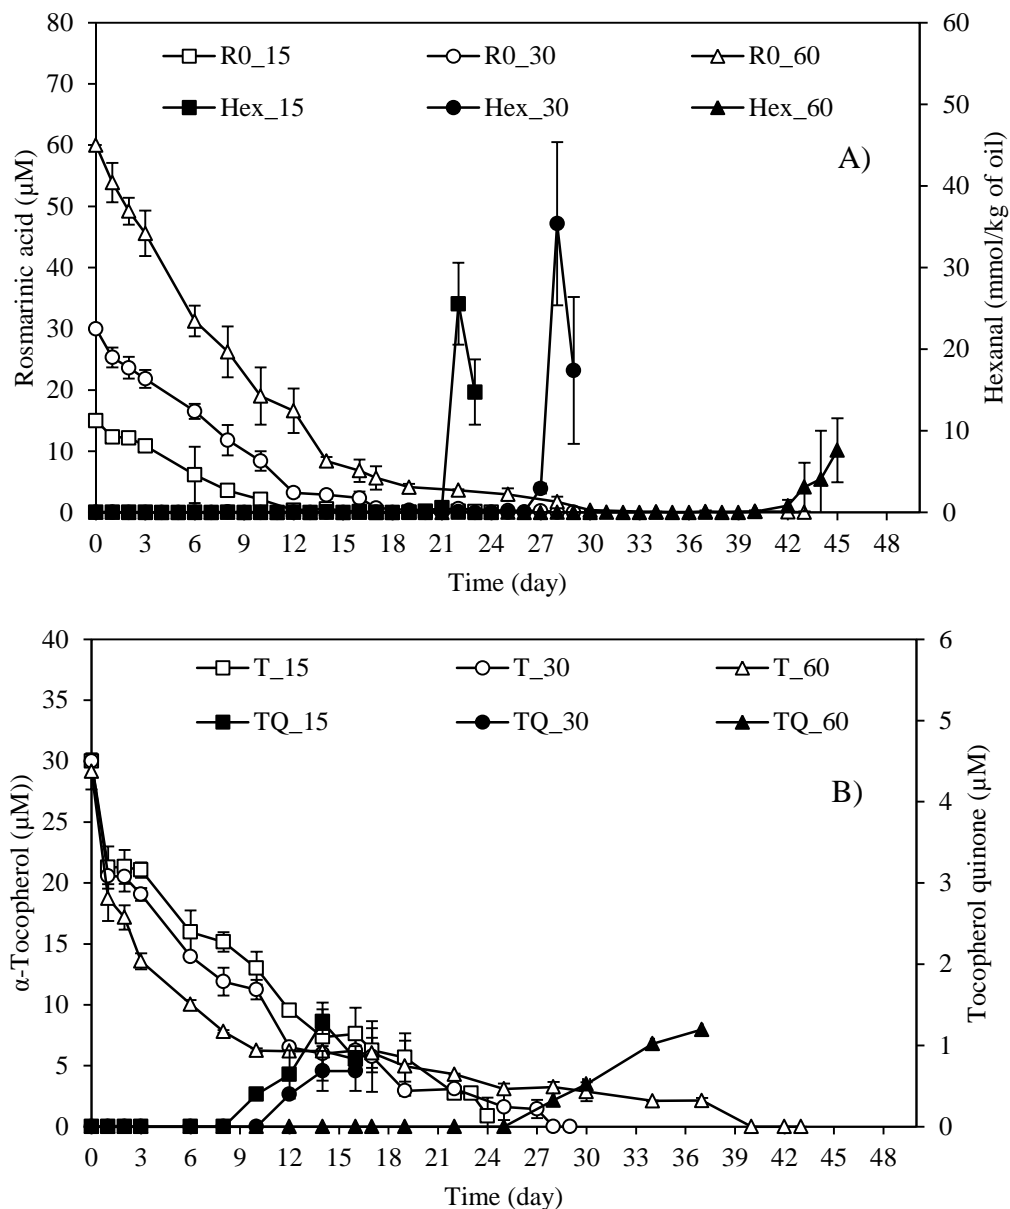 80
70
60
50
40
30
20
10
0
Rosmarinic acid (µM)
R0_15 R0_30 R0_60
Hex_15 Hex_30 Hex_60
A)
60
50
40
30
20
10
0
Hexanal (mmol/kg of oil)
0 3 6 9 12 15 18 21 24 27 30 33 36 39 42 45 48
Time (day)
40
35
30
25
20
15
10
5
0
α-Tocopherol (µM))
T_15 T_30 T_60
TQ_15 TQ_30 TQ_60
B)
6
5
4
3
2
1
0
Tocopherol quinone (µM)
0 3 6 9 12 15 18 21 24 27 30 33 36 39 42 45 48
Time (day)